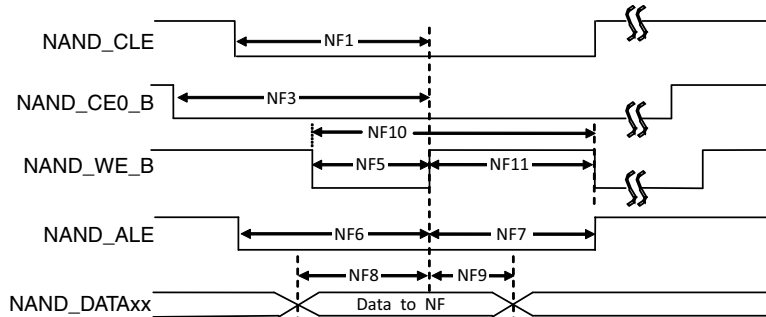 NAND_CLE
NF1
NAND_CE0_B
NF3
NF10
NAND_WE_B
NF5
NF11
NAND_ALE
NF6
NF7
NF8
NF9
NAND_DATAxx
Data to NF